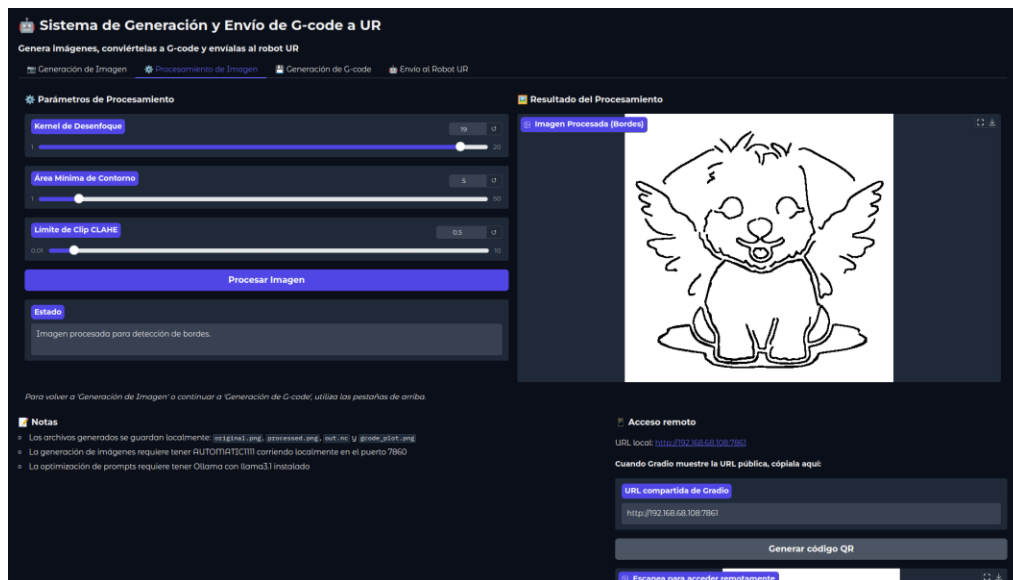 🤖 Sistema de Generación y Envío de G-code a UR
Genera imágenes, conviértelas a G-code y envíalas al robot UR
📷 Generación de Imagen ⚙️ Procesamiento de Imagen 💾 Generación de G-code 🤖 Envío al Robot UR
⚙️ Parámetros de Procesamiento
Kernel de Desenfoque
19
1
20
Área Mínima de Contorno
5
1
50
Límite de Clip CLAHE
0.5
0.01
10
Procesar Imagen
Estado
Imagen procesada para detección de bordes.
🖼️ Resultado del Procesamiento
Imagen Procesada (Bordes)
Para volver a 'Generación de Imagen' o continuar a 'Generación de G-code', utiliza las pestañas de arriba.
📝 Notas
Los archivos generados se guardan localmente: original.png, processed.png, out.nc y gcode_plot.png
La generación de imágenes requiere tener AUTOMATIC1111 corriendo localmente en el puerto 7860
La optimización de prompts requiere tener Ollama con llama3.1 instalado
📱 Acceso remoto
URL local: http://192.168.68.108:7861
Cuando Gradio muestre la URL pública, cópiala aquí:
URL compartida de Gradio
http://192.168.68.108:7861
Generar código QR
Escanea para acceder remotamente